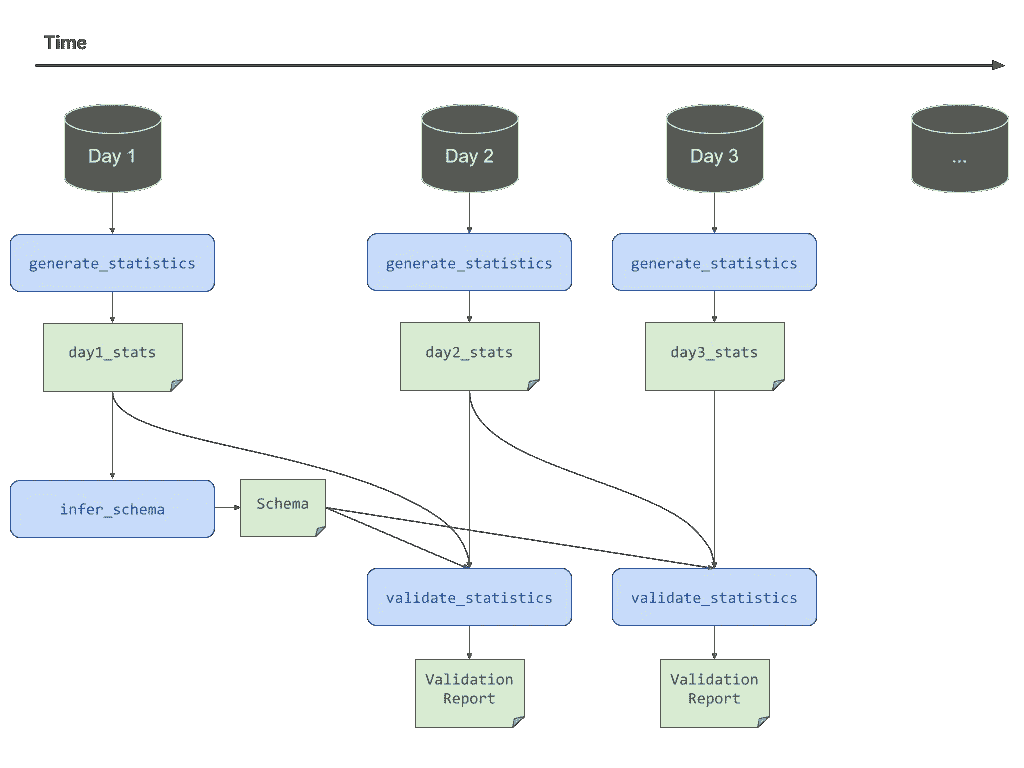 Time
Day 1
Day 2
Day 3
...
generate_statistics
generate_statistics
generate_statistics
day1_stats
day2_stats
day3_stats
infer_schema
Schema
validate_statistics
validate_statistics
Validation
Report
Validation
Report